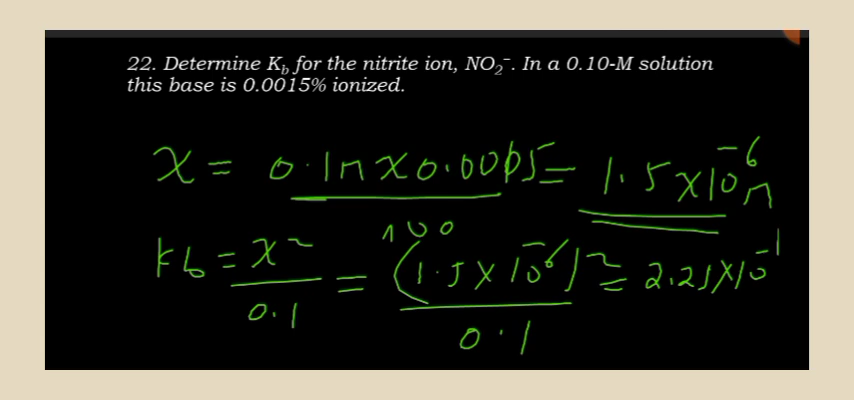 22. Determine K_b for the nitrite ion, NO₂⁻. In a 0.10-M solution
this base is 0.0015% ionized.
x = 0.1M x 0.0015 = 1.5 x 10⁻⁶ M
100
Kb = x² / 0.1 = (1.5 x 10⁻⁶)² / 0.1 = 2.25 x 10⁻¹